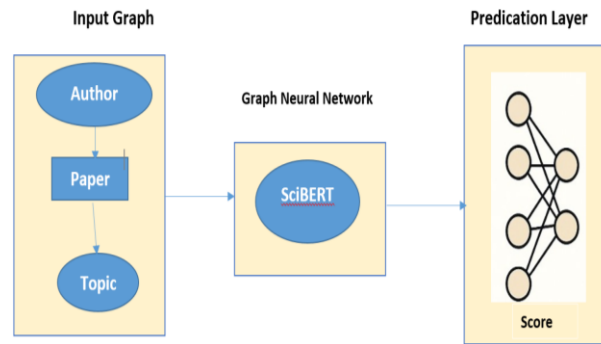 Input Graph
Author
Paper
Topic
Graph Neural Network
SciBERT
Predication Layer
Score